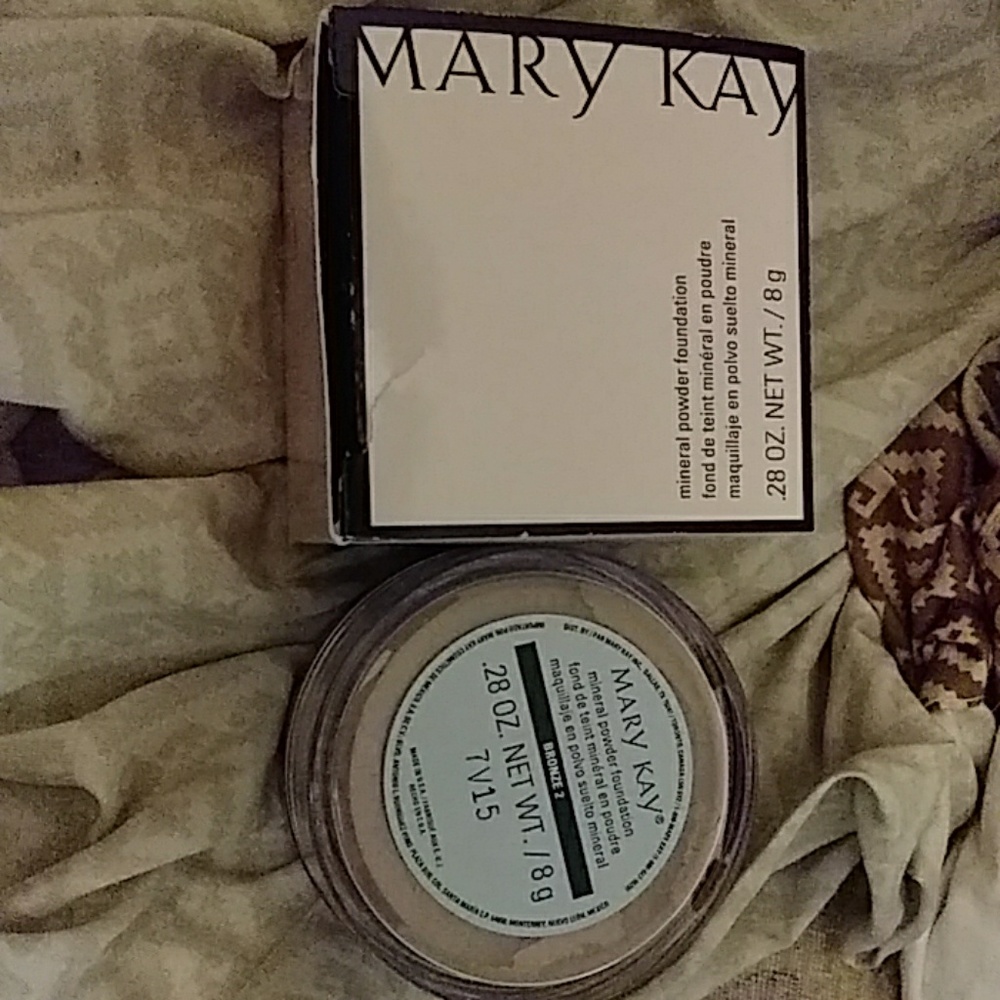 MARY KAY
mineral powder foundation
fond de teint minéral en poudre
maquillaje en polvo suelto mineral
.28 OZ. NET WT. / 8 g
MARY KAY®
mineral powder foundation
fond de teint minéral en poudre
maquillaje en polvo suelto mineral
BRONZE 2
.28 OZ. NET WT. / 8 g
7V15